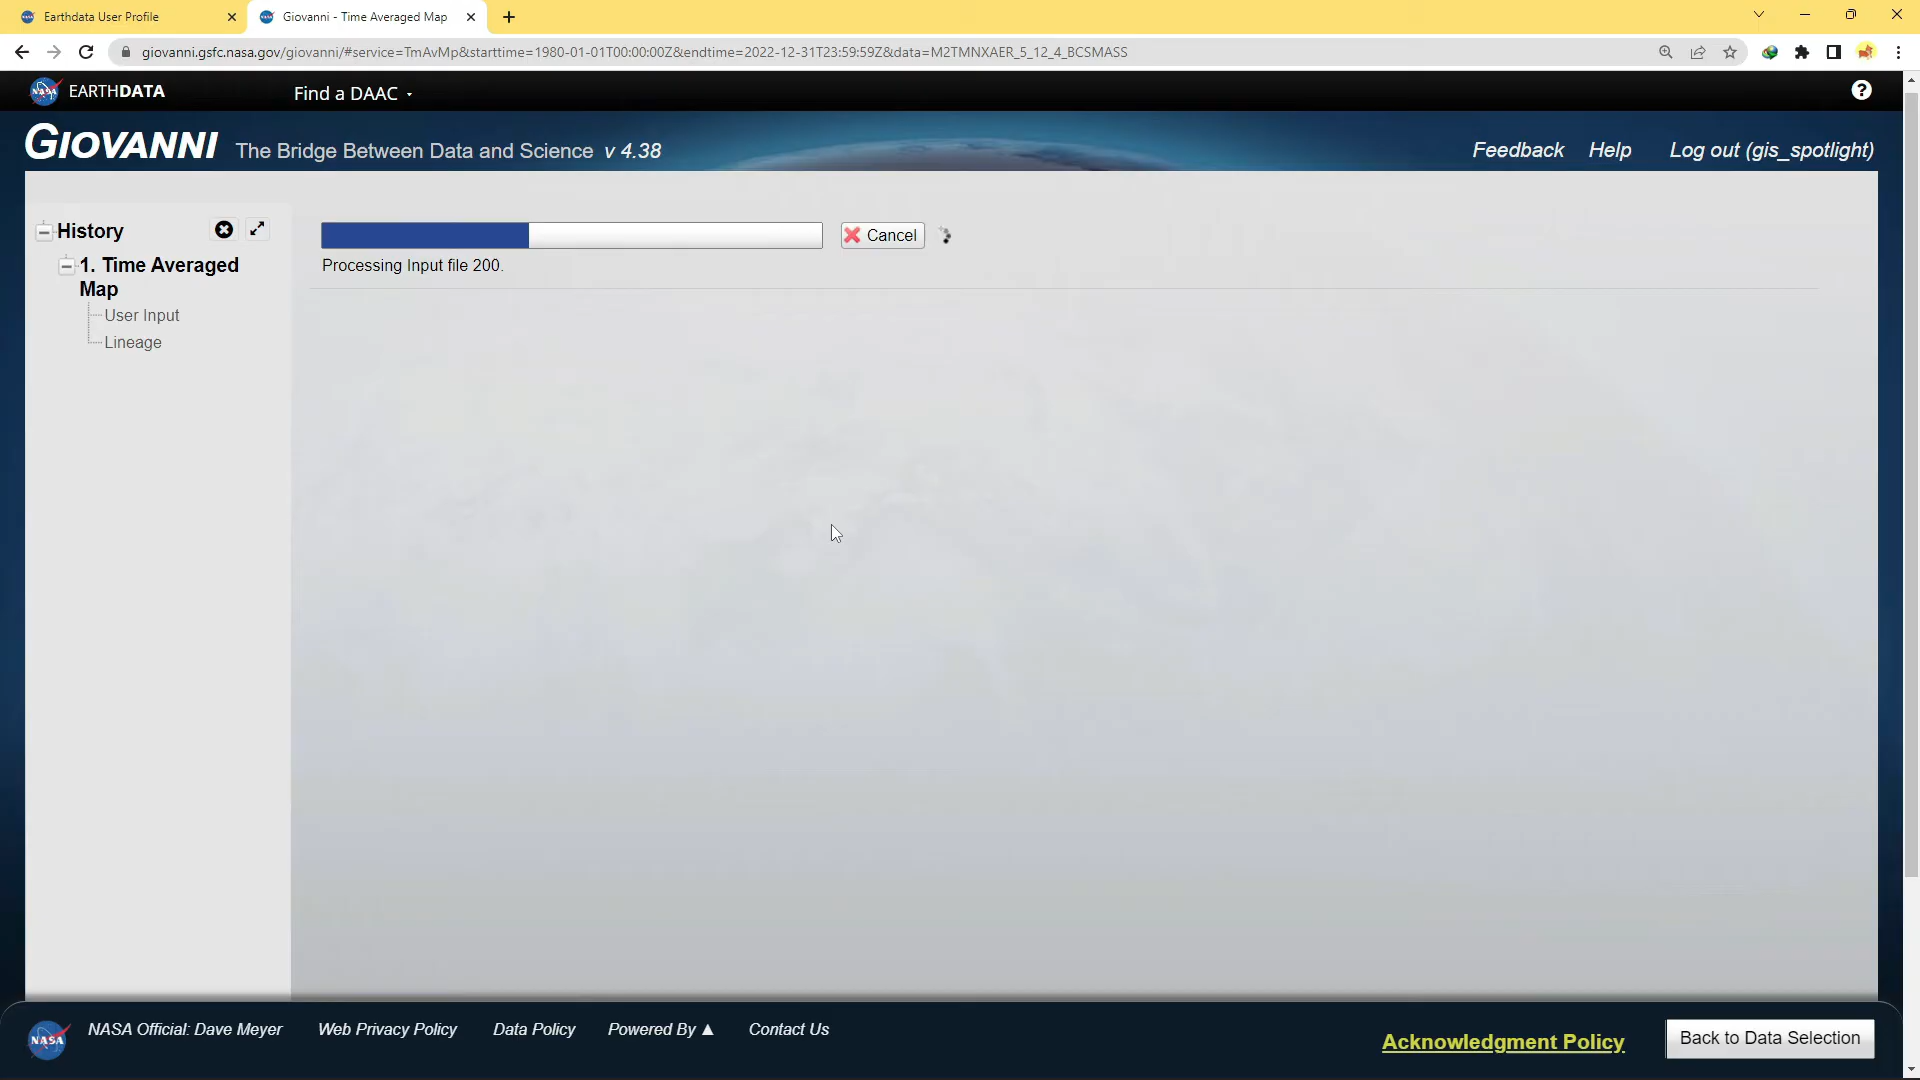 Earthdata User Profile
Giovanni - Time Averaged Map
giovanni.gsfc.nasa.gov/giovanni/#service=TmAvMp&starttime=1980-01-01T00:00:00Z&endtime=2022-12-31T23:59:59Z&data=M2TMNXAER_5_12_4_BCSMASS
NASA EARTHDATA
Find a DAAC
?
GIOVANNI The Bridge Between Data and Science v 4.38
Feedback Help Log out (gis_spotlight)
History
Cancel
1. Time Averaged
Map
Processing Input file 200.
User Input
Lineage
NASA
NASA Official: Dave Meyer
Web Privacy Policy
Data Policy
Powered By ▲
Contact Us
Acknowledgment Policy
Back to Data Selection